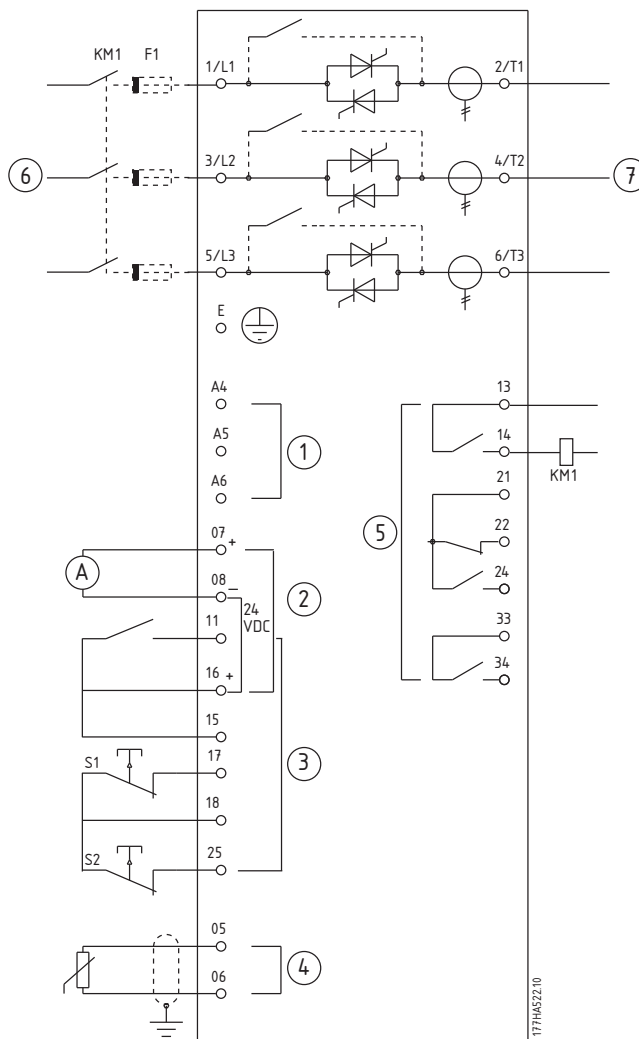 KM1 F1 1/L1 2/T1
6 3/L2 4/T2 7
5/L3 6/T3
E
A4 13
A5 1 14
KM1
A6 21
5
07 + 22
A 2
08 – 24
24
VDC
11 33
16 + 34
15
S1 17 3
18
S2 25
05
4
06
177HA522.10